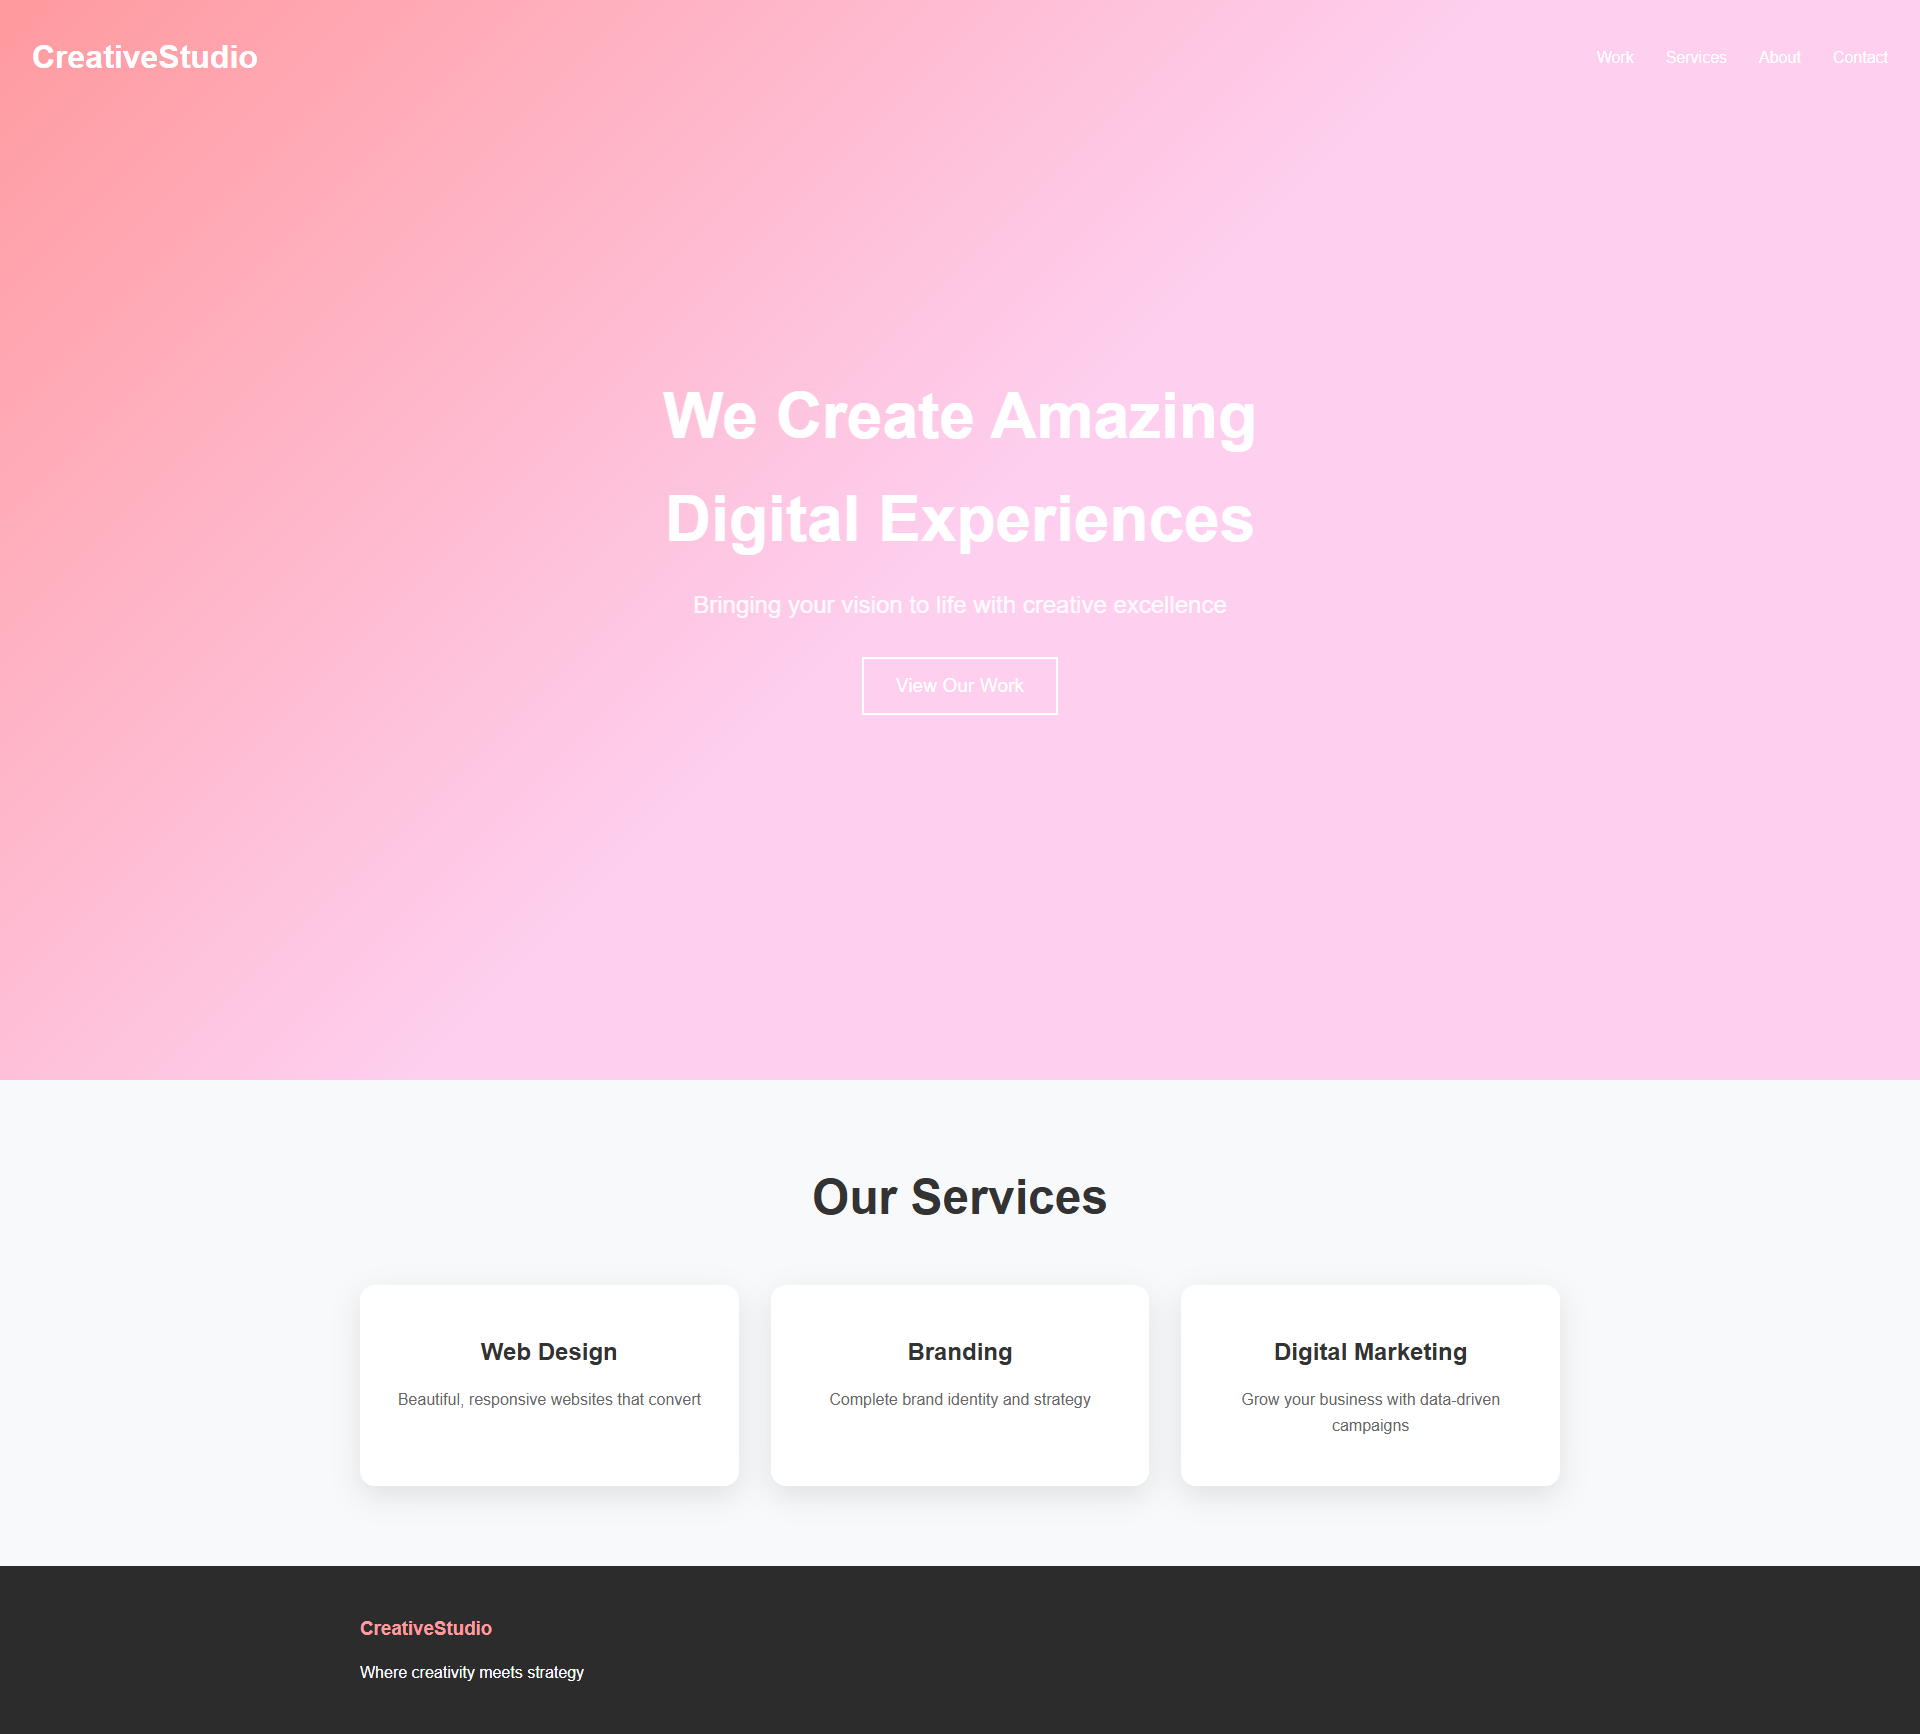 CreativeStudio
Work Services About Contact
We Create Amazing
Digital Experiences
Bringing your vision to life with creative excellence
View Our Work
Our Services
Web Design
Beautiful, responsive websites that convert
Branding
Complete brand identity and strategy
Digital Marketing
Grow your business with data-driven
campaigns
CreativeStudio
Where creativity meets strategy